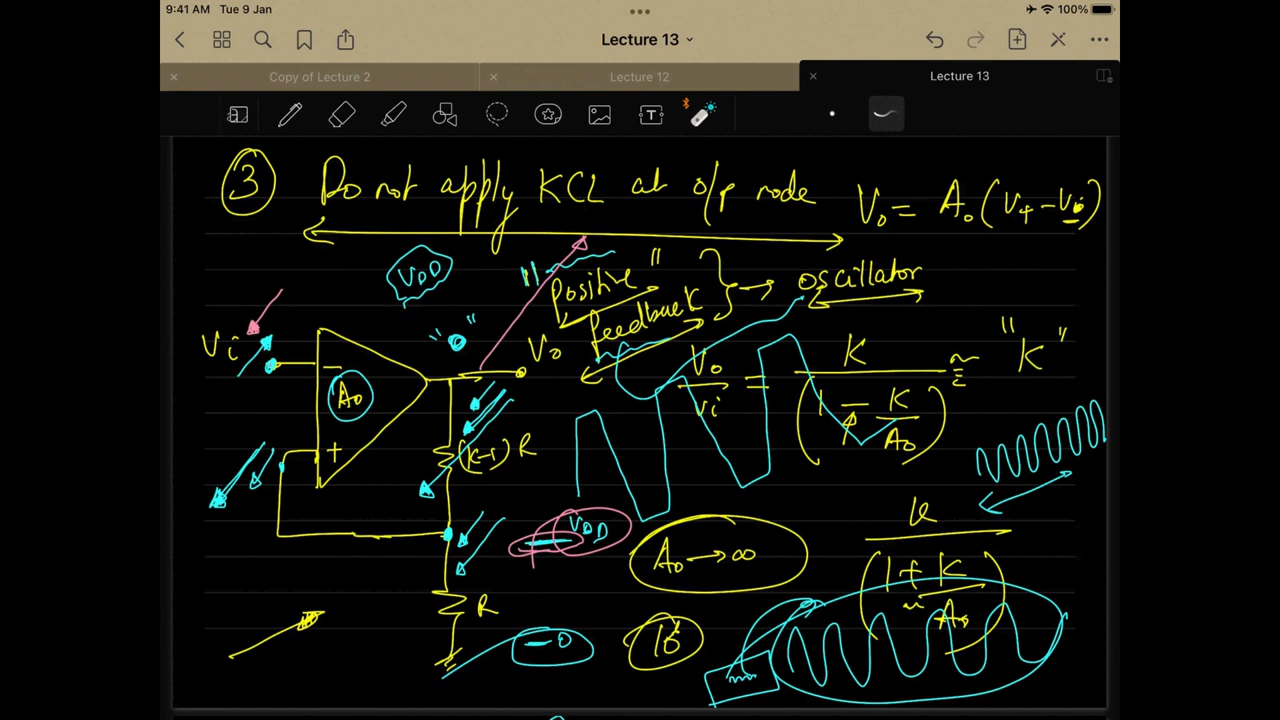 9:41 AM Tue 9 Jan
100%
Lecture 13
Copy of Lecture 2
Lecture 12
Lecture 13
T
3 Do not apply KCL at o/p node
V₀ = A₀ (V₊ − Vi)
VDD
"Positive"
feedback
→ Oscillator
Vi
−
A₀
+
V₀
(K-1) R
V₀/Vi = K/(1 − K/A₀) ≈ "K"
VDD
A₀ → ∞
K/(1 + K/A₀)
R
− 0
10⁶